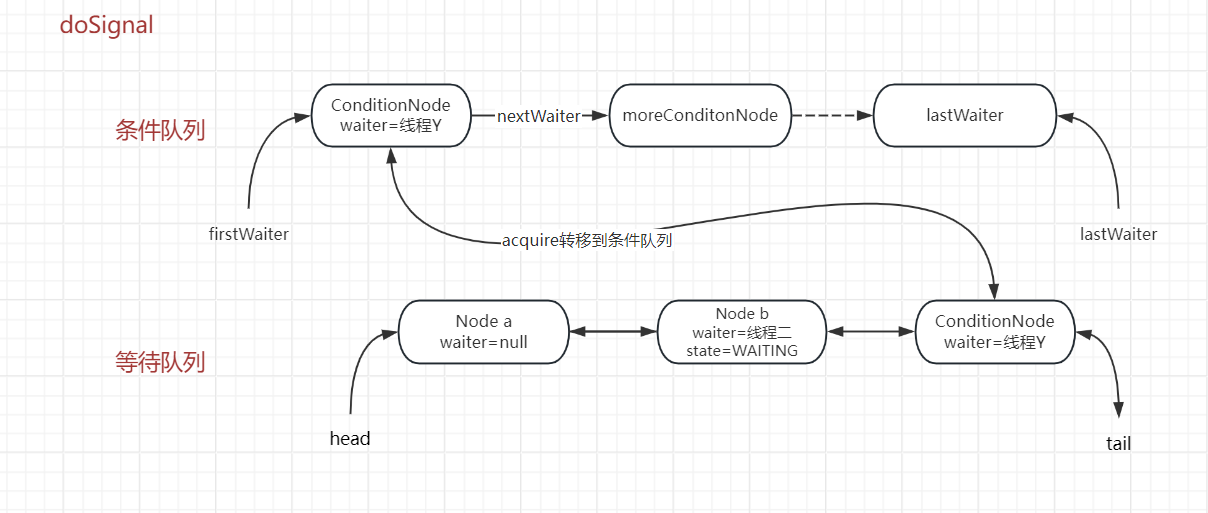 doSignal
条件队列
ConditionNode
waiter=线程Y
nextWaiter
moreConditonNode
lastWaiter
firstWaiter
acquire转移到条件队列
lastWaiter
等待队列
Node a
waiter=null
Node b
waiter=线程二
state=WAITING
ConditionNode
waiter=线程Y
head
tail